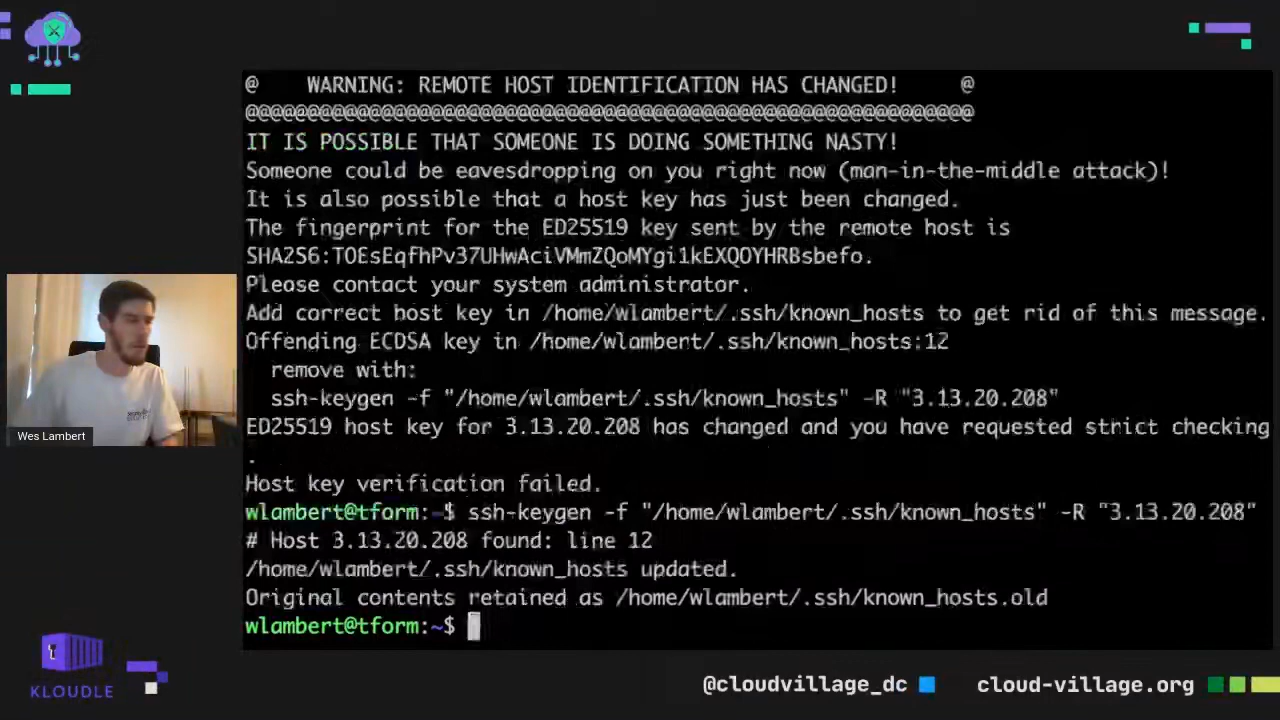 @    WARNING: REMOTE HOST IDENTIFICATION HAS CHANGED!     @
@@@@@@@@@@@@@@@@@@@@@@@@@@@@@@@@@@@@@@@@@@@@@@@@@@@@@@@@@@@
IT IS POSSIBLE THAT SOMEONE IS DOING SOMETHING NASTY!
Someone could be eavesdropping on you right now (man-in-the-middle attack)!
It is also possible that a host key has just been changed.
The fingerprint for the ED25519 key sent by the remote host is
SHA256:TOEsEqfhPv37UHwAciVMmZQoMYgi1kEXQOYHRBsbefo.
Please contact your system administrator.
Add correct host key in /home/wlambert/.ssh/known_hosts to get rid of this message.
Offending ECDSA key in /home/wlambert/.ssh/known_hosts:12
  remove with:
  ssh-keygen -f "/home/wlambert/.ssh/known_hosts" -R "3.13.20.208"
ED25519 host key for 3.13.20.208 has changed and you have requested strict checking
.
Host key verification failed.
wlambert@tform:~$ ssh-keygen -f "/home/wlambert/.ssh/known_hosts" -R "3.13.20.208"
# Host 3.13.20.208 found: line 12
/home/wlambert/.ssh/known_hosts updated.
Original contents retained as /home/wlambert/.ssh/known_hosts.old
wlambert@tform:~$
Wes Lambert
KLOUDLE
@cloudvillage_dc
cloud-village.org